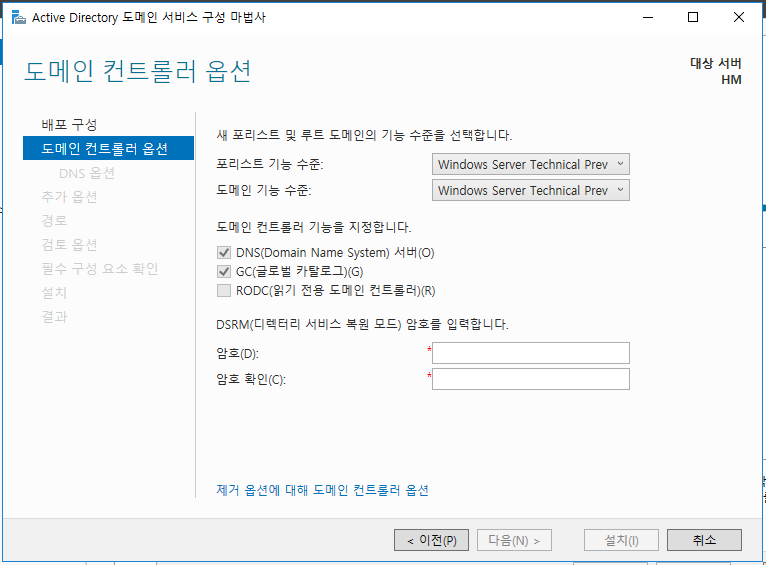 Active Directory 도메인 서비스 구성 마법사
도메인 컨트롤러 옵션
대상 서버
HM
배포 구성
도메인 컨트롤러 옵션
DNS 옵션
추가 옵션
경로
검토 옵션
필수 구성 요소 확인
설치
결과
새 포리스트 및 루트 도메인의 기능 수준을 선택합니다.
포리스트 기능 수준: Windows Server Technical Prev
도메인 기능 수준: Windows Server Technical Prev
도메인 컨트롤러 기능을 지정합니다.
DNS(Domain Name System) 서버(O)
GC(글로벌 카탈로그)(G)
RODC(읽기 전용 도메인 컨트롤러)(R)
DSRM(디렉터리 서비스 복원 모드) 암호를 입력합니다.
암호(D): *
암호 확인(C): *
제거 옵션에 대해 도메인 컨트롤러 옵션
< 이전(P) 다음(N) > 설치(I) 취소